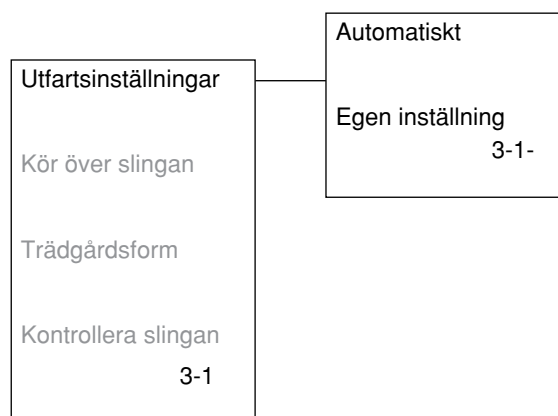 Utfartsinställningar
Kör över slingan
Trädgårdsform
Kontrollera slingan
3-1
Automatiskt
Egen inställning
3-1-